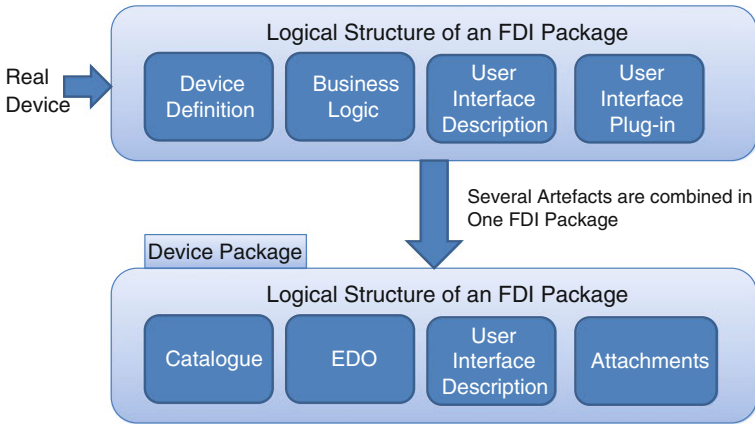 Logical Structure of an FDI Package
Real
Device
Device
Definition
Business
Logic
User
Interface
Description
User
Interface
Plug-in
Several Artefacts are combined in
One FDI Package
Device Package
Logical Structure of an FDI Package
Catalogue
EDO
User
Interface
Description
Attachments